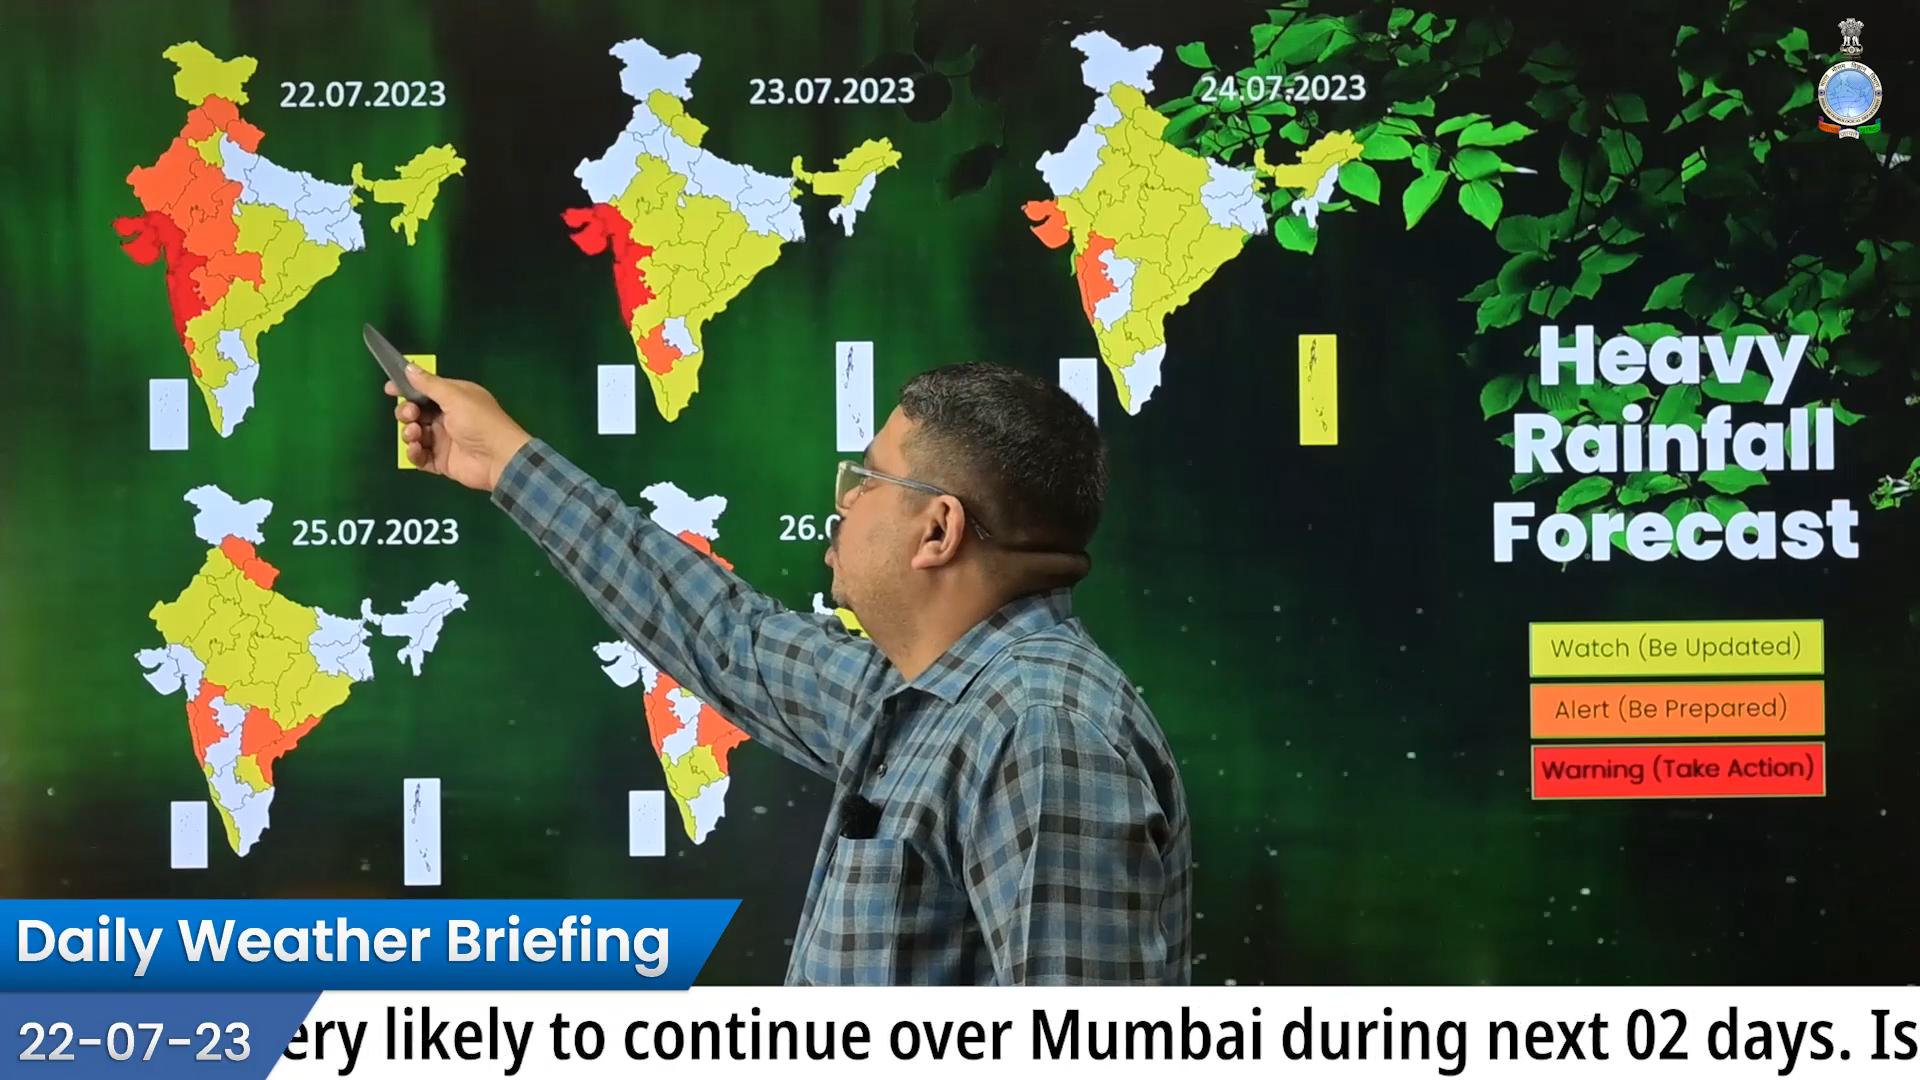 22.07.2023
23.07.2023
24.07.2023
25.07.2023
26.0
Heavy
Rainfall
Forecast
Watch (Be Updated)
Alert (Be Prepared)
Warning (Take Action)
Daily Weather Briefing
22-07-23
ery likely to continue over Mumbai during next 02 days. Is